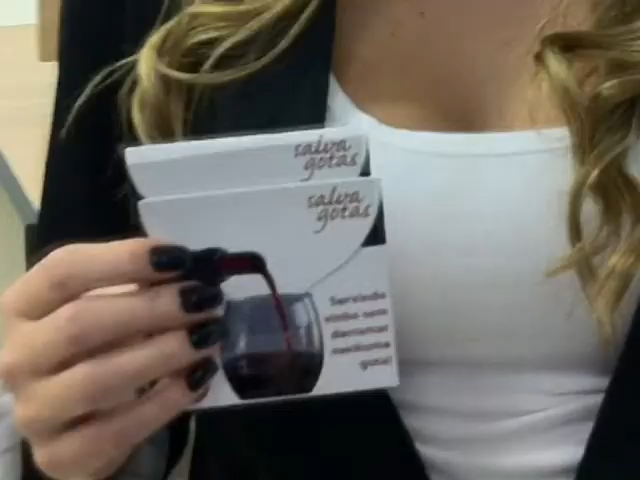 salva
gotas
salva
gotas
Servindo
vinho sem
derramar
nenhuma
gota!